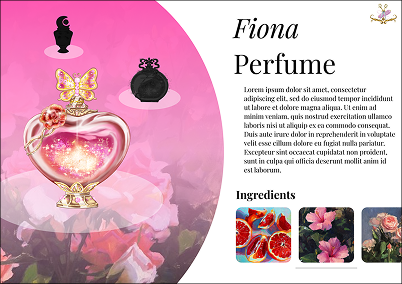 Fiona
Perfume
Lorem ipsum dolor sit amet, consectetur
adipiscing elit, sed do eiusmod tempor incididunt
ut labore et dolore magna aliqua. Ut enim ad
minim veniam, quis nostrud exercitation ullamco
laboris nisi ut aliquip ex ea commodo consequat.
Duis aute irure dolor in reprehenderit in voluptate
velit esse cillum dolore eu fugiat nulla pariatur.
Excepteur sint occaecat cupidatat non proident,
sunt in culpa qui officia deserunt mollit anim id
est laborum.
Ingredients